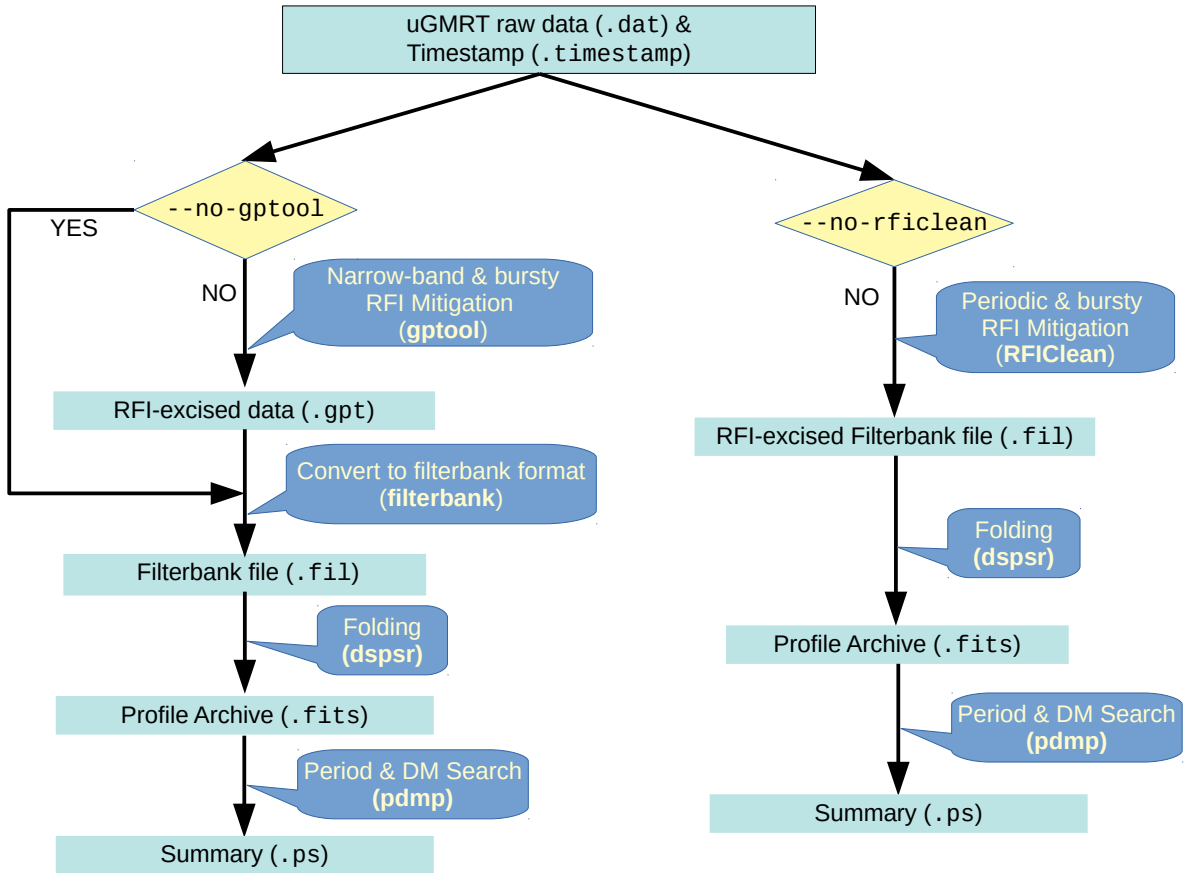 uGMRT raw data (.dat) &
Timestamp (.timestamp)
--no-gptool
YES
NO
Narrow-band & bursty
RFI Mitigation
(gptool)
RFI-excised data (.gpt)
Convert to filterbank format
(filterbank)
Filterbank file (.fil)
Folding
(dspsr)
Profile Archive (.fits)
Period & DM Search
(pdmp)
Summary (.ps)
--no-rficlean
NO
Periodic & bursty
RFI Mitigation
(RFIClean)
RFI-excised Filterbank file (.fil)
Folding
(dspsr)
Profile Archive (.fits)
Period & DM Search
(pdmp)
Summary (.ps)